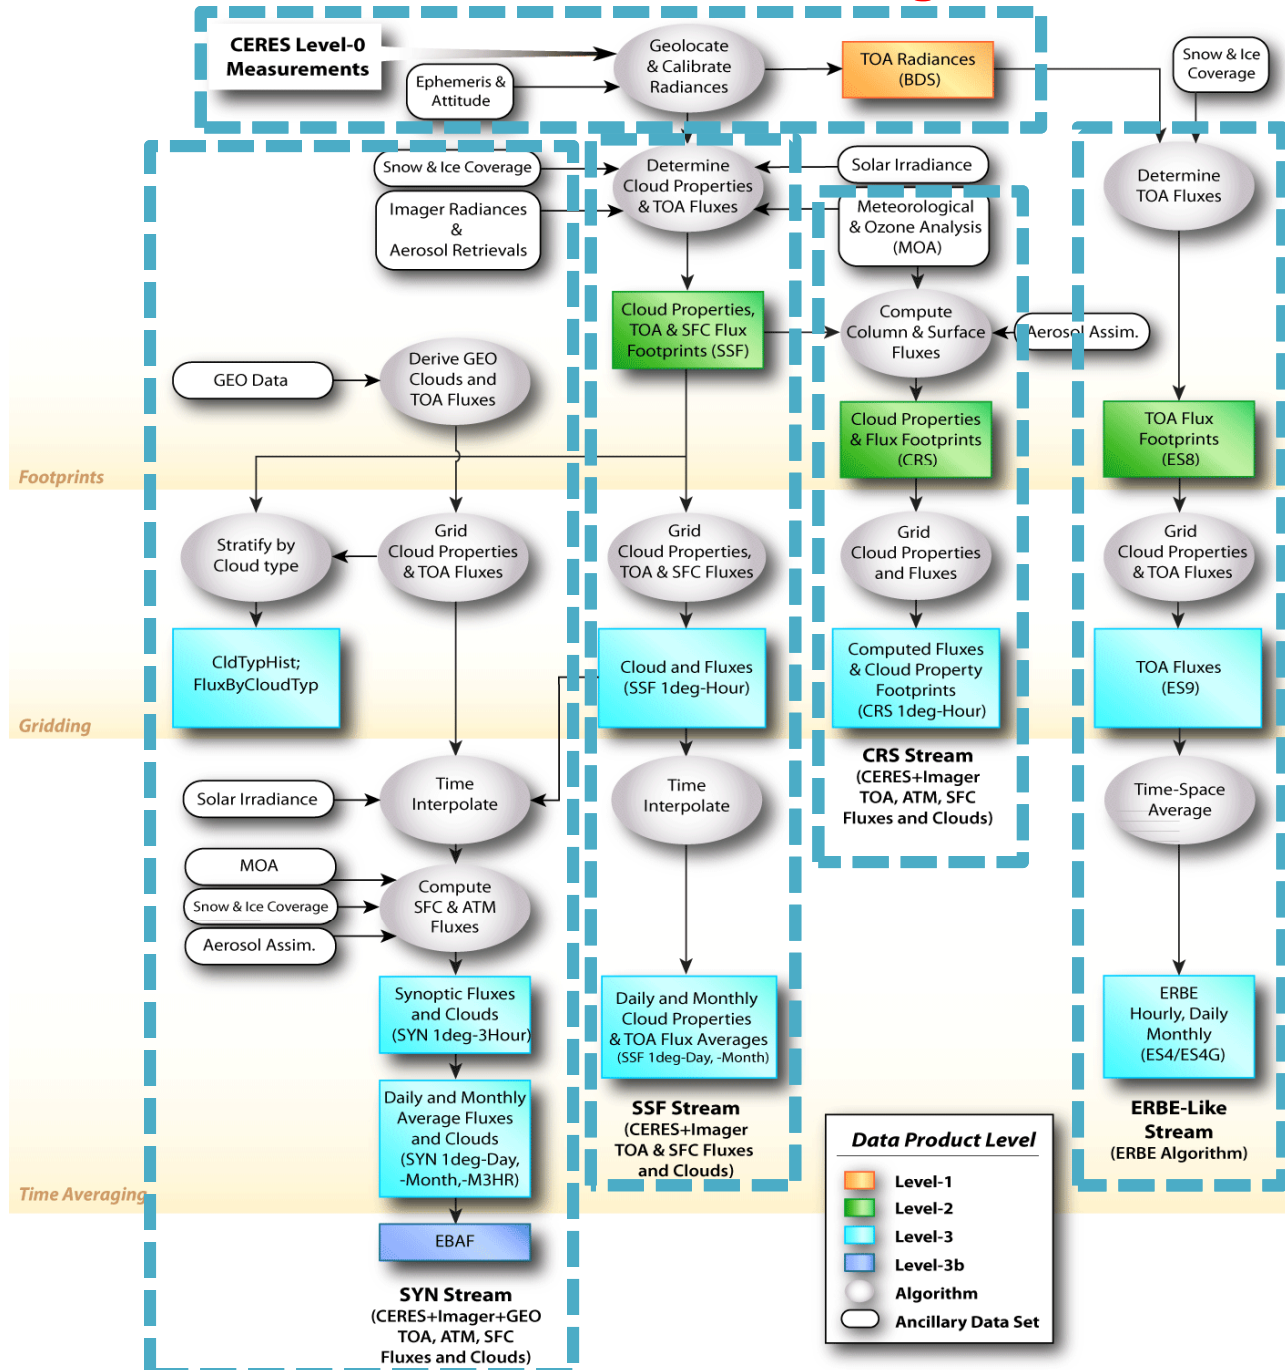 CERES Level-0
Measurements
Ephemeris &
Attitude
Geolocate
& Calibrate
Radiances
TOA Radiances
(BDS)
Snow & Ice
Coverage
Snow & Ice Coverage
Imager Radiances
&
Aerosol Retrievals
Determine
Cloud Properties
& TOA Fluxes
Solar Irradiance
Meteorological
& Ozone Analysis
(MOA)
Determine
TOA Fluxes
Cloud Properties,
TOA & SFC Flux
Footprints (SSF)
Compute
Column & Surface
Fluxes
Aerosol Assim.
GEO Data
Derive GEO
Clouds and
TOA Fluxes
Cloud Properties
& Flux Footprints
(CRS)
TOA Flux
Footprints
(ES8)
Footprints
Stratify by
Cloud type
Grid
Cloud Properties
& TOA Fluxes
Grid
Cloud Properties,
TOA & SFC Fluxes
Grid
Cloud Properties
and Fluxes
Grid
Cloud Properties
& TOA Fluxes
CldTypHist;
FluxByCloudTyp
Cloud and Fluxes
(SSF 1deg-Hour)
Computed Fluxes
& Cloud Property
Footprints
(CRS 1deg-Hour)
TOA Fluxes
(ES9)
Gridding
Solar Irradiance
Time
Interpolate
Time
Interpolate
CRS Stream
(CERES+Imager
TOA, ATM, SFC
Fluxes and Clouds)
Time-Space
Average
MOA
Snow & Ice Coverage
Aerosol Assim.
Compute
SFC & ATM
Fluxes
Synoptic Fluxes
and Clouds
(SYN 1deg-3Hour)
Daily and Monthly
Cloud Properties
& TOA Flux Averages
(SSF 1deg-Day, -Month)
ERBE
Hourly, Daily
Monthly
(ES4/ES4G)
Daily and Monthly
Average Fluxes
and Clouds
(SYN 1deg-Day,
-Month,-M3HR)
SSF Stream
(CERES+Imager
TOA & SFC Fluxes
and Clouds)
ERBE-Like
Stream
(ERBE Algorithm)
Time Averaging
EBAF
SYN Stream
(CERES+Imager+GEO
TOA, ATM, SFC
Fluxes and Clouds)
Data Product Level
Level-1
Level-2
Level-3
Level-3b
Algorithm
Ancillary Data Set